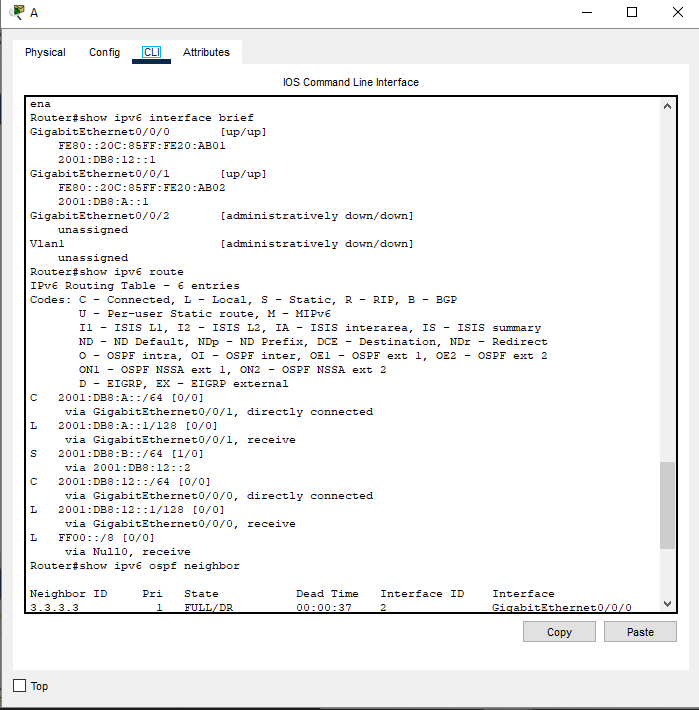 A
Physical Config CLI Attributes
IOS Command Line Interface
ena
Router#show ipv6 interface brief
GigabitEthernet0/0/0 [up/up]
FE80::20C:85FF:FE20:AB01
2001:DB8:12::1
GigabitEthernet0/0/1 [up/up]
FE80::20C:85FF:FE20:AB02
2001:DB8:A::1
GigabitEthernet0/0/2 [administratively down/down]
unassigned
Vlan1 [administratively down/down]
unassigned
Router#show ipv6 route
IPv6 Routing Table - 6 entries
Codes: C - Connected, L - Local, S - Static, R - RIP, B - BGP
U - Per-user Static route, M - MIPv6
I1 - ISIS L1, I2 - ISIS L2, IA - ISIS interarea, IS - ISIS summary
ND - ND Default, NDp - ND Prefix, DCE - Destination, NDr - Redirect
O - OSPF intra, OI - OSPF inter, OE1 - OSPF ext 1, OE2 - OSPF ext 2
ON1 - OSPF NSSA ext 1, ON2 - OSPF NSSA ext 2
D - EIGRP, EX - EIGRP external
C 2001:DB8:A::/64 [0/0]
via GigabitEthernet0/0/1, directly connected
L 2001:DB8:A::1/128 [0/0]
via GigabitEthernet0/0/1, receive
S 2001:DB8:B::/64 [1/0]
via 2001:DB8:12::2
C 2001:DB8:12::/64 [0/0]
via GigabitEthernet0/0/0, directly connected
L 2001:DB8:12::1/128 [0/0]
via GigabitEthernet0/0/0, receive
L FF00::/8 [0/0]
via Null0, receive
Router#show ipv6 ospf neighbor
Neighbor ID Pri State Dead Time Interface ID Interface
3.3.3.3 1 FULL/DR 00:00:37 2 GigabitEthernet0/0/0
Copy Paste
Top